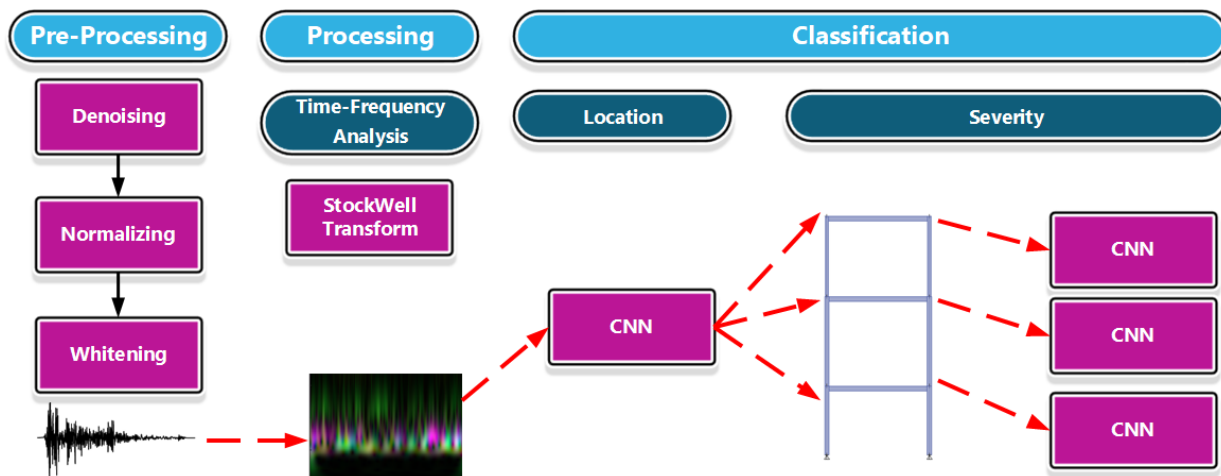 Pre-Processing
Processing
Classification
Denoising
Time-Frequency
Analysis
Location
Severity
Normalizing
StockWell
Transform
CNN
CNN
CNN
Whitening
CNN